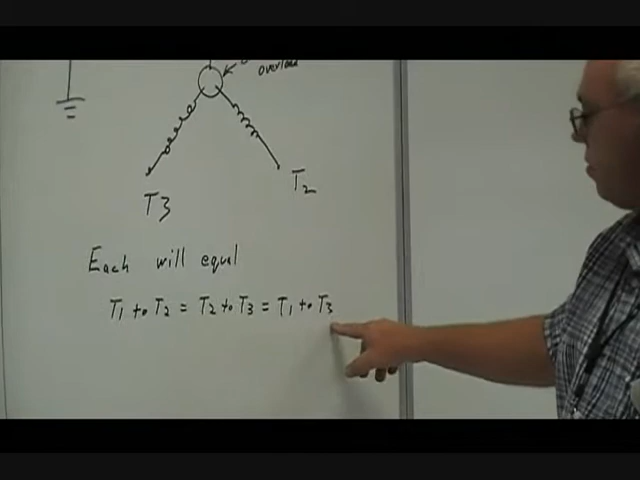 overload
T3
T2
Each will equal
T1 to T2 = T2 to T3 = T1 to T3